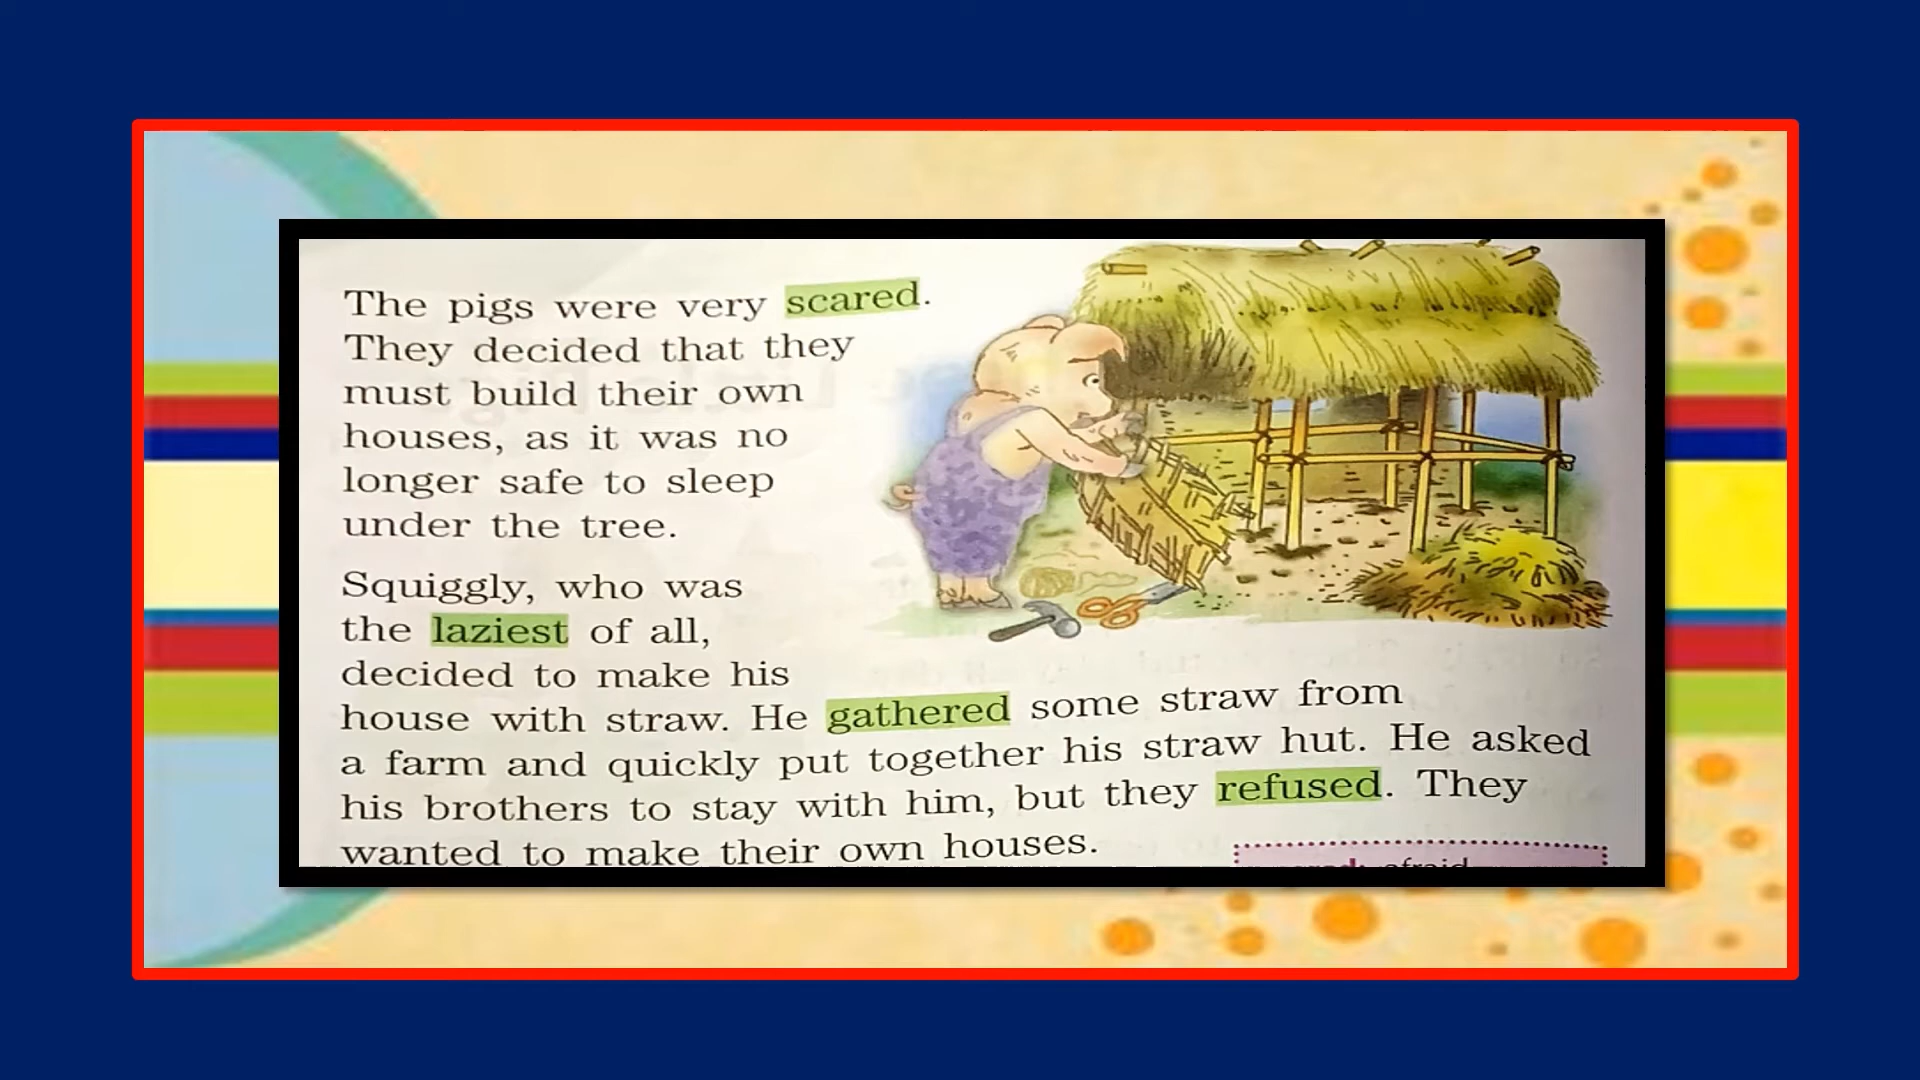 The pigs were very scared.
They decided that they
must build their own
houses, as it was no
longer safe to sleep
under the tree.
Squiggly, who was
the laziest of all,
decided to make his
house with straw. He gathered some straw from
a farm and quickly put together his straw hut. He asked
his brothers to stay with him, but they refused. They
wanted to make their own houses.
afraid